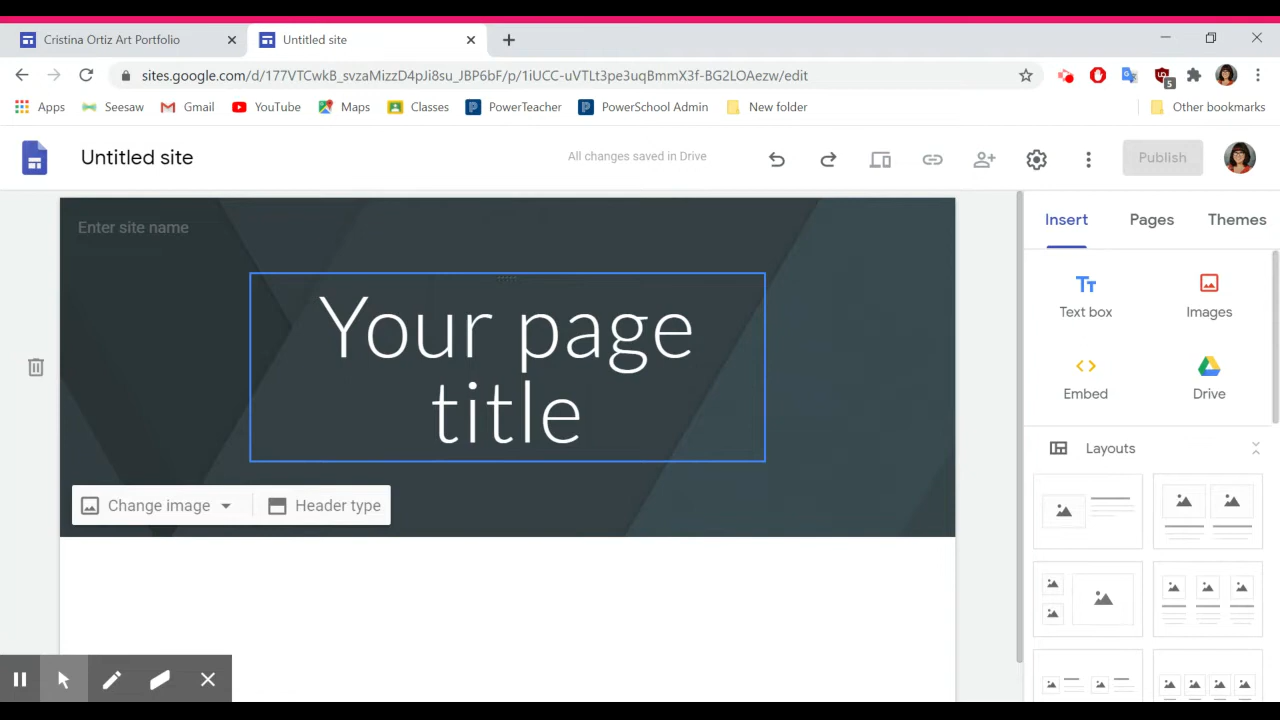 Cristina Ortiz Art Portfolio
Untitled site
sites.google.com/d/177VTCwkB_svzaMizzD4pJi8su_JBP6bF/p/1iUCC-uVTLt3pe3uqBmmX3f-BG2LOAezw/edit
5
Apps
Seesaw
Gmail
YouTube
Maps
Classes
PowerTeacher
PowerSchool Admin
New folder
Other bookmarks
Untitled site
All changes saved in Drive
Publish
Enter site name
Your page
title
Change image
Header type
Insert
Pages
Themes
Text box
Images
Embed
Drive
Layouts